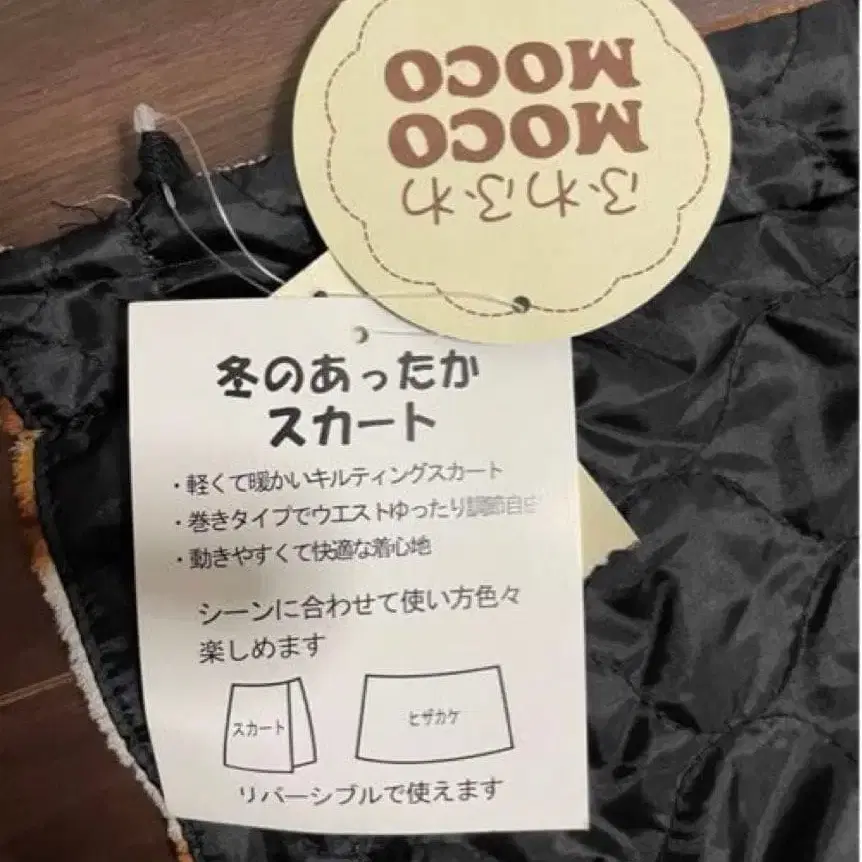 ふわふわ
MOCO
MOCO
冬のあったか
スカート
・軽くて暖かいキルティングスカート
・巻きタイプでウエストゆったり調節自由
・動きやすくて快適な着心地
シーンに合わせて使い方色々
楽しめます
スカート
ヒザカケ
リバーシブルで使えます